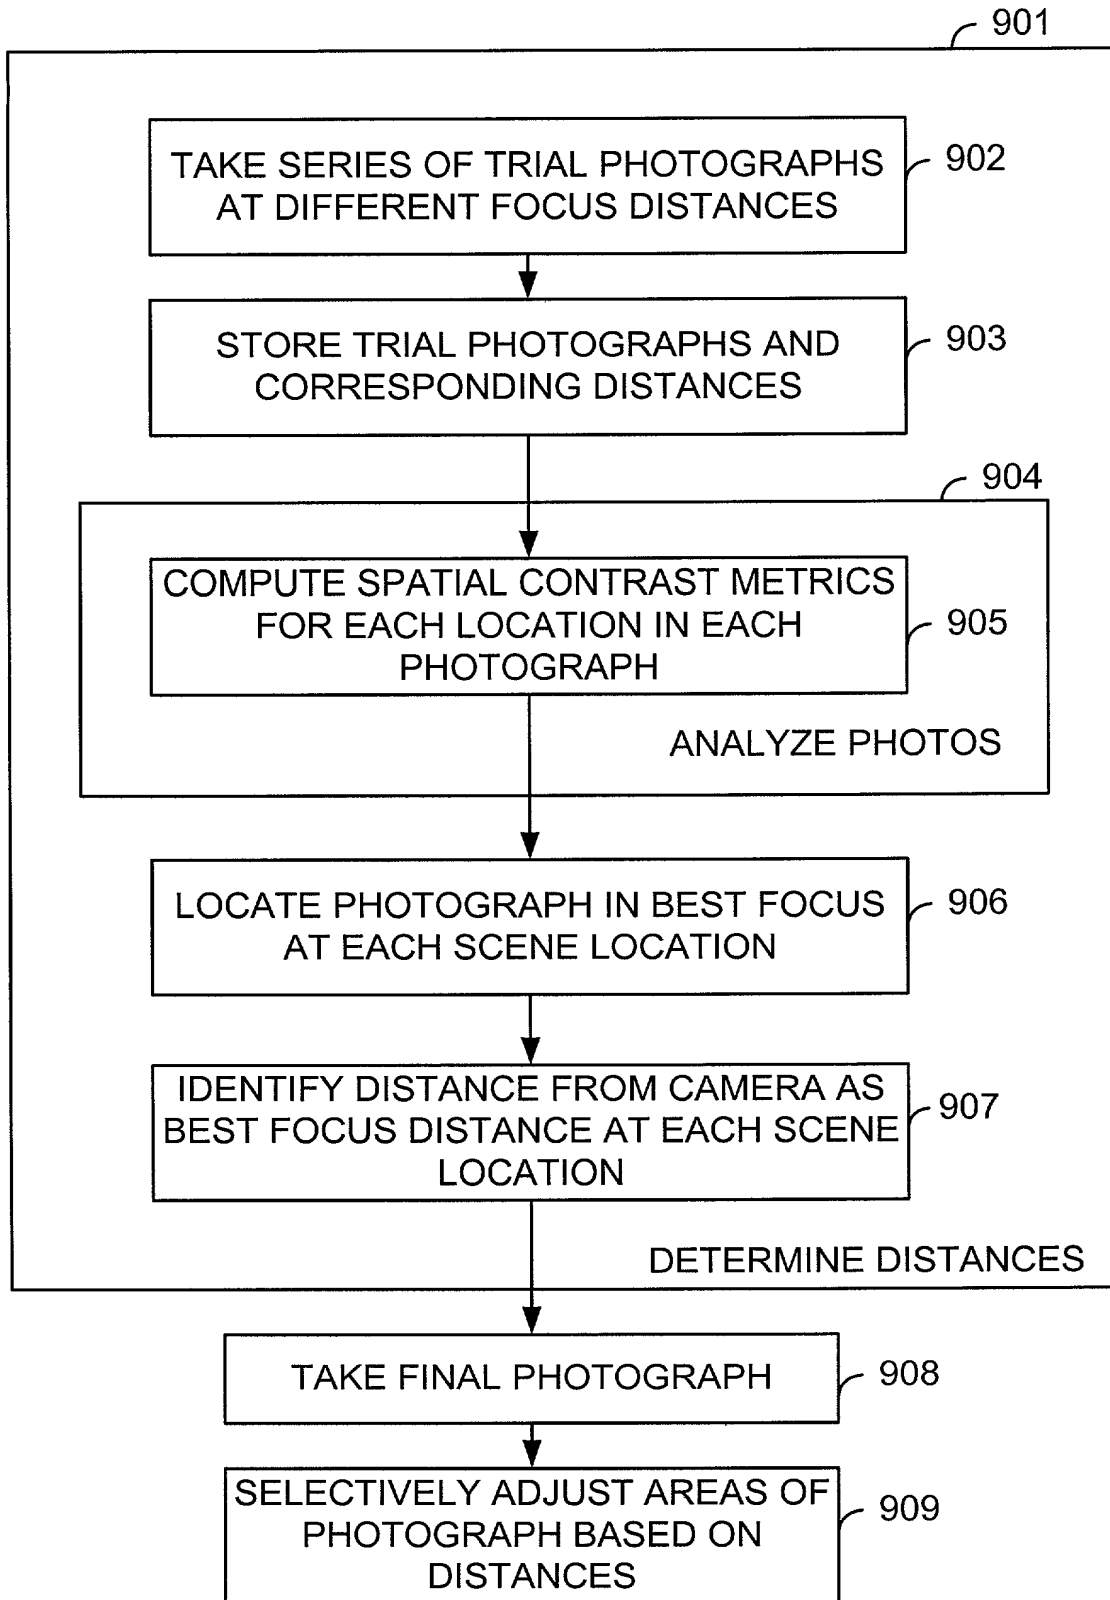 901
TAKE SERIES OF TRIAL PHOTOGRAPHS
AT DIFFERENT FOCUS DISTANCES
902
STORE TRIAL PHOTOGRAPHS AND
CORRESPONDING DISTANCES
903
904
COMPUTE SPATIAL CONTRAST METRICS
FOR EACH LOCATION IN EACH
PHOTOGRAPH
905
ANALYZE PHOTOS
LOCATE PHOTOGRAPH IN BEST FOCUS
AT EACH SCENE LOCATION
906
IDENTIFY DISTANCE FROM CAMERA AS
BEST FOCUS DISTANCE AT EACH SCENE
LOCATION
907
DETERMINE DISTANCES
TAKE FINAL PHOTOGRAPH
908
SELECTIVELY ADJUST AREAS OF
PHOTOGRAPH BASED ON
DISTANCES
909